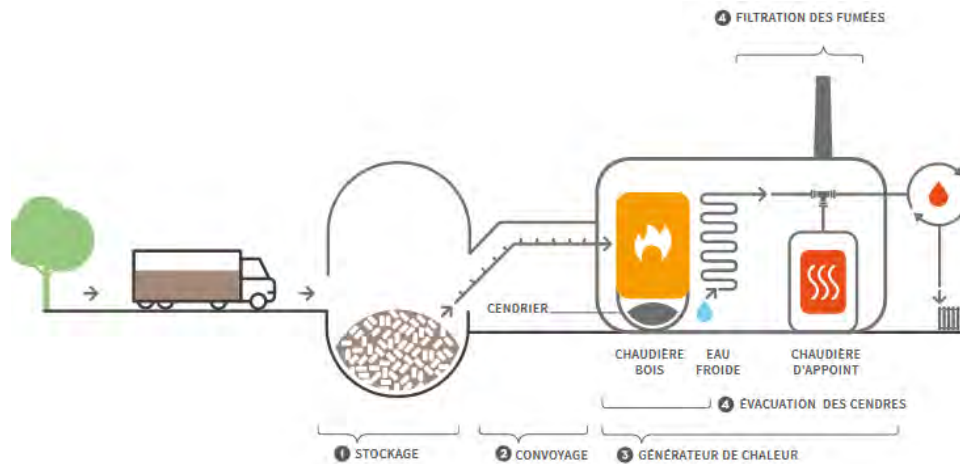 4 FILTRATION DES FUMÉES
CENDRIER
CHAUDIÈRE
BOIS
EAU
FROIDE
CHAUDIÈRE
D'APPOINT
4 ÉVACUATION DES CENDRES
1 STOCKAGE
2 CONVOYAGE
3 GÉNÉRATEUR DE CHALEUR